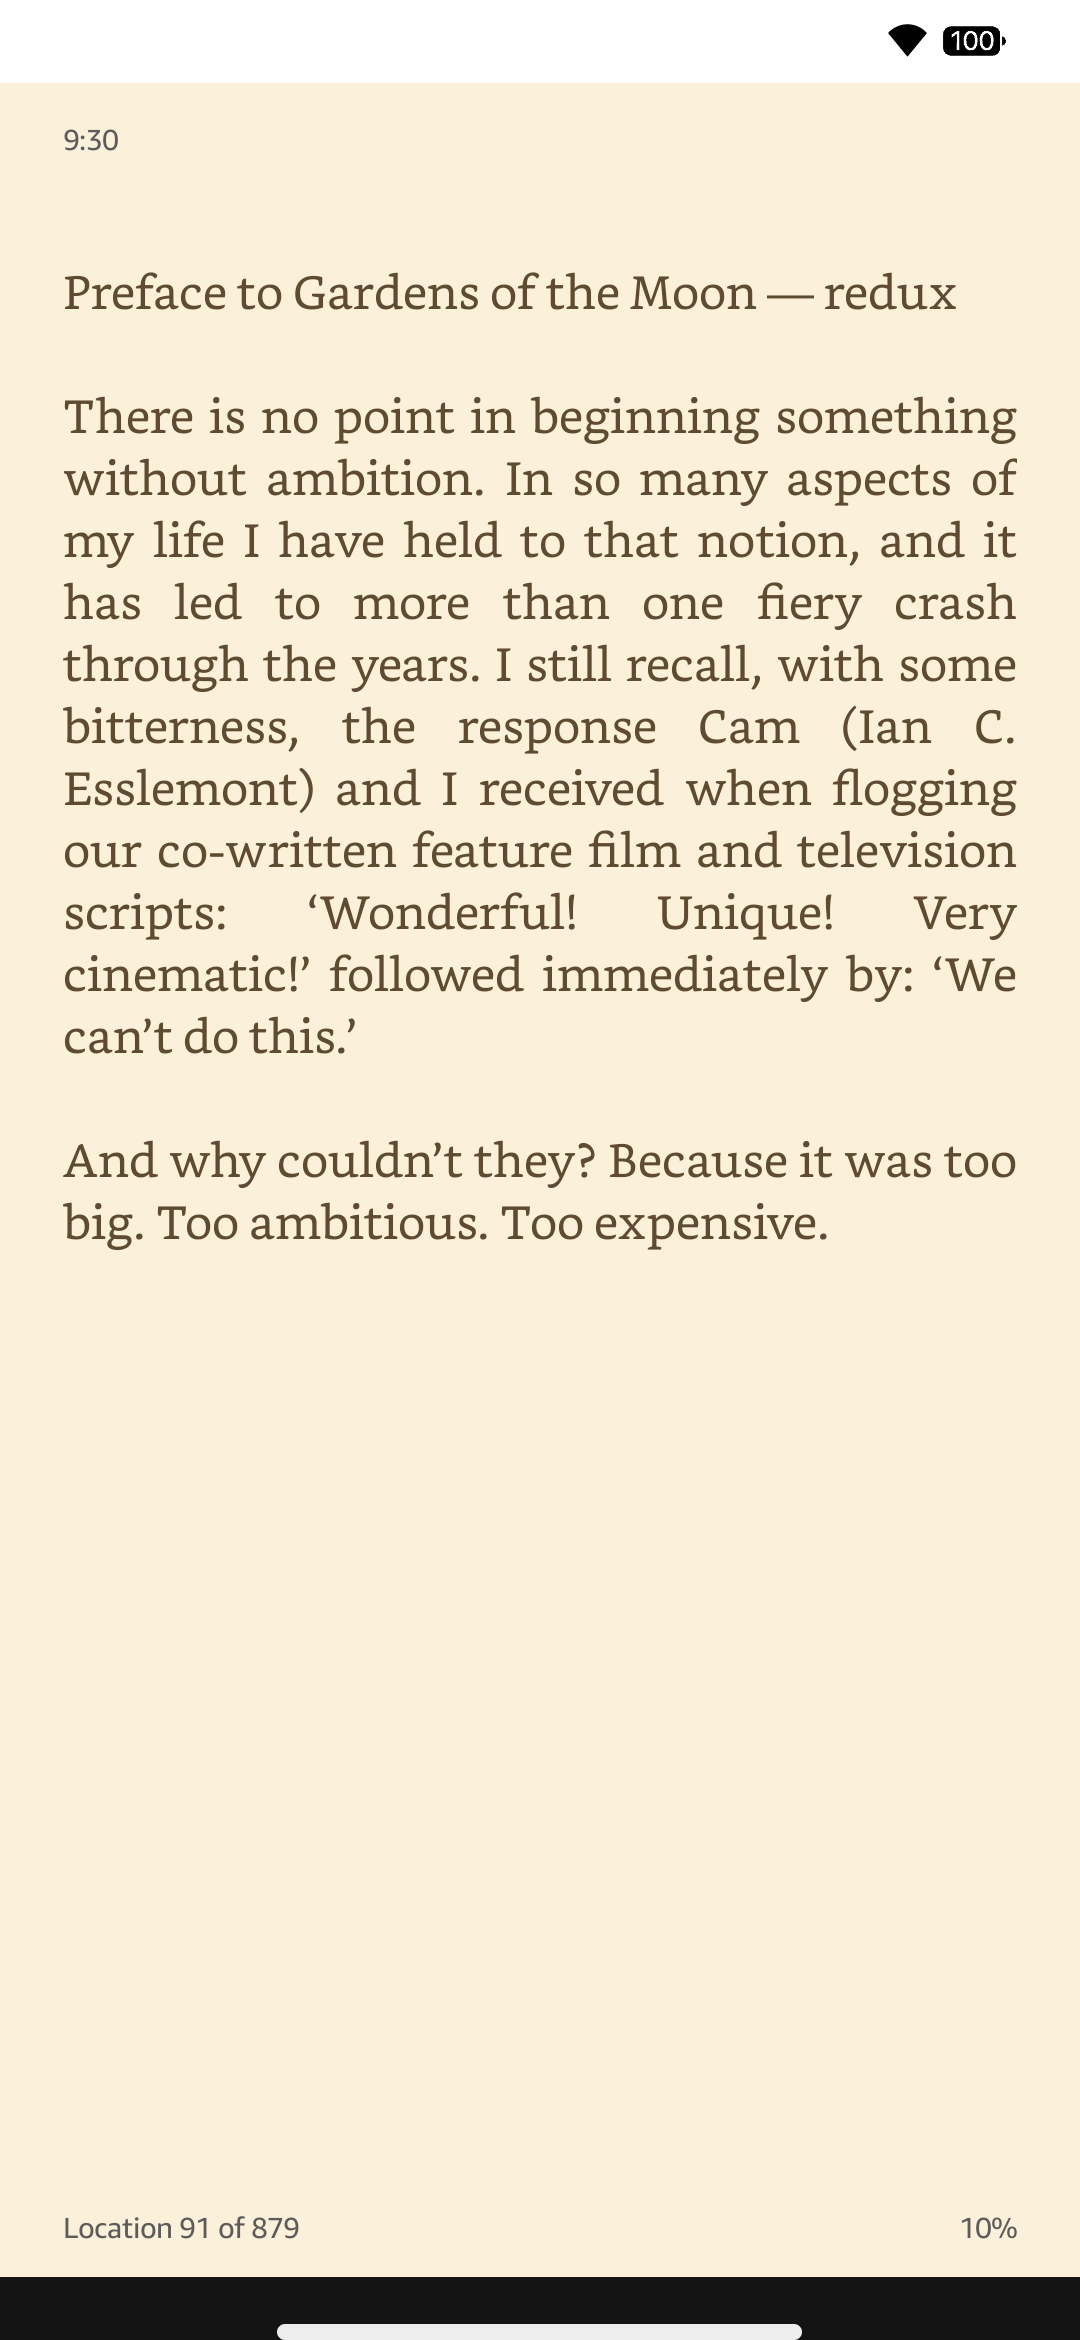 100
9:30
Preface to Gardens of the Moon — redux
There is no point in beginning something
without ambition. In so many aspects of
my life I have held to that notion, and it
has led to more than one fiery crash
through the years. I still recall, with some
bitterness, the response Cam (Ian C.
Esslemont) and I received when flogging
our co-written feature film and television
scripts: ‘Wonderful! Unique! Very
cinematic!’ followed immediately by: ‘We
can’t do this.’
And why couldn’t they? Because it was too
big. Too ambitious. Too expensive.
Location 91 of 879
10%